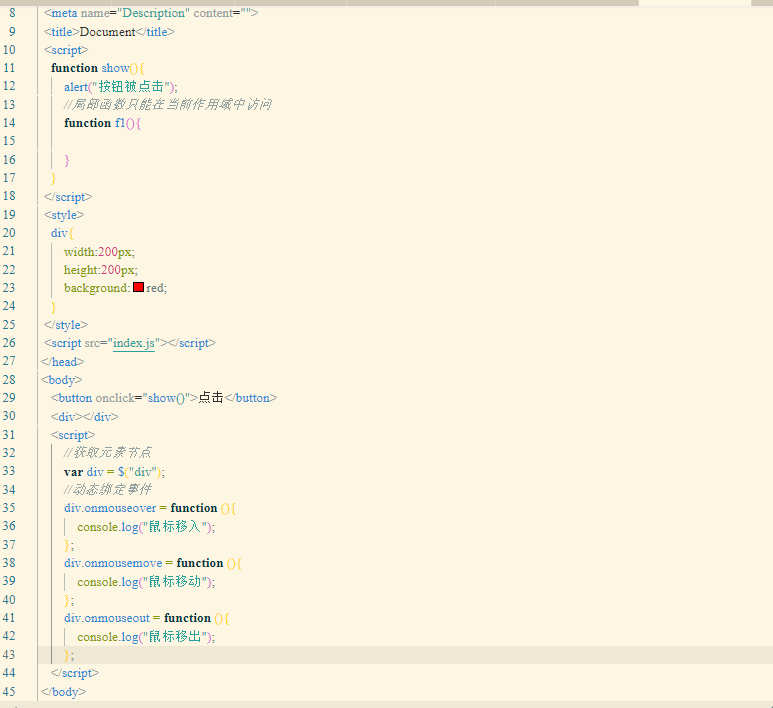 8 <meta name="Description" content="">
9 <title>Document</title>
10 <script>
11 function show(){
12 alert("按钮被点击");
13 //局部函数只能在当前作用域中访问
14 function f1(){
15
16 }
17 }
18 </script>
19 <style>
20 div{
21 width:200px;
22 height:200px;
23 background:red;
24 }
25 </style>
26 <script src="index.js"></script>
27 </head>
28 <body>
29 <button onclick="show()">点击</button>
30 <div></div>
31 <script>
32 //获取元素节点
33 var div = $("div");
34 //动态绑定事件
35 div.onmouseover = function (){
36 console.log("鼠标移入");
37 };
38 div.onmousemove = function (){
39 console.log("鼠标移动");
40 };
41 div.onmouseout = function (){
42 console.log("鼠标移出");
43 };
44 </script>
45 </body>